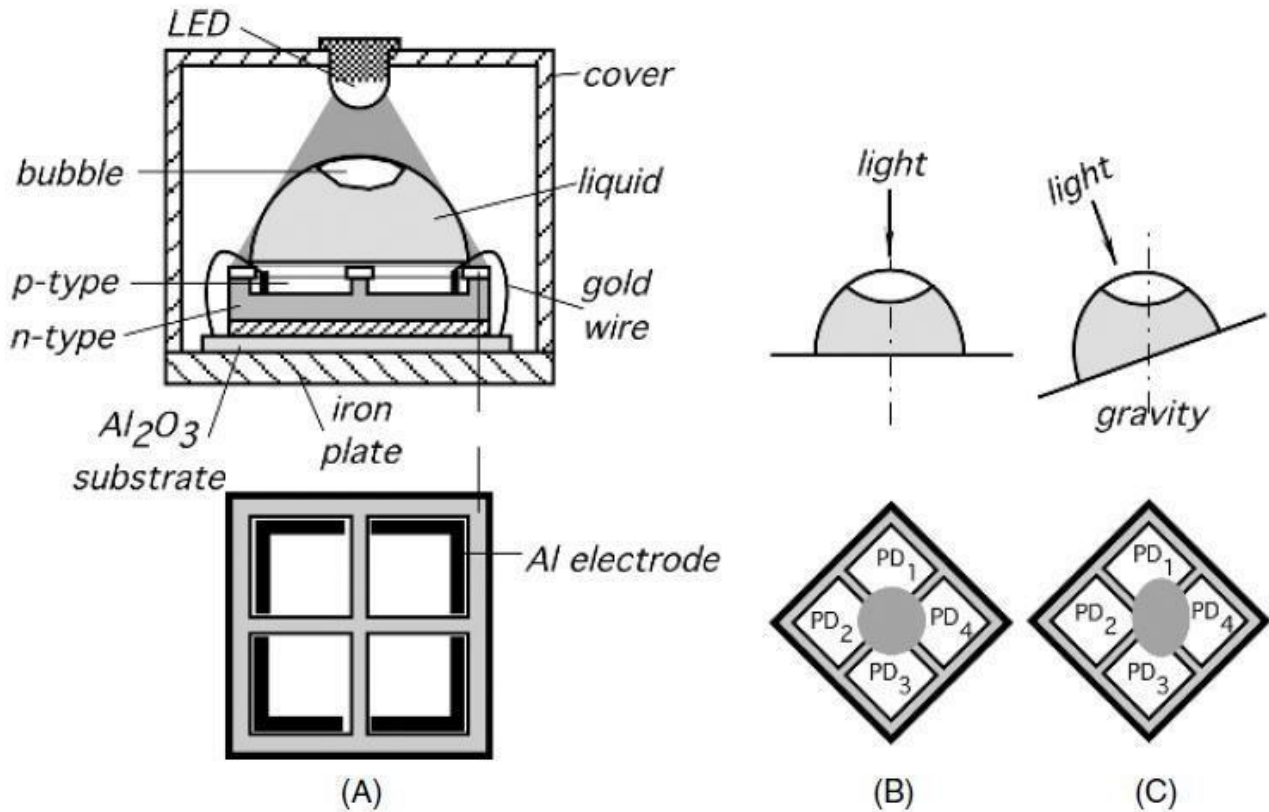 LED
cover
bubble
liquid
p-type
n-type
gold
wire
Al2O3
substrate
iron
plate
Al electrode
(A)
light
PD1
PD2
PD4
PD3
(B)
light
gravity
PD1
PD2
PD4
PD3
(C)